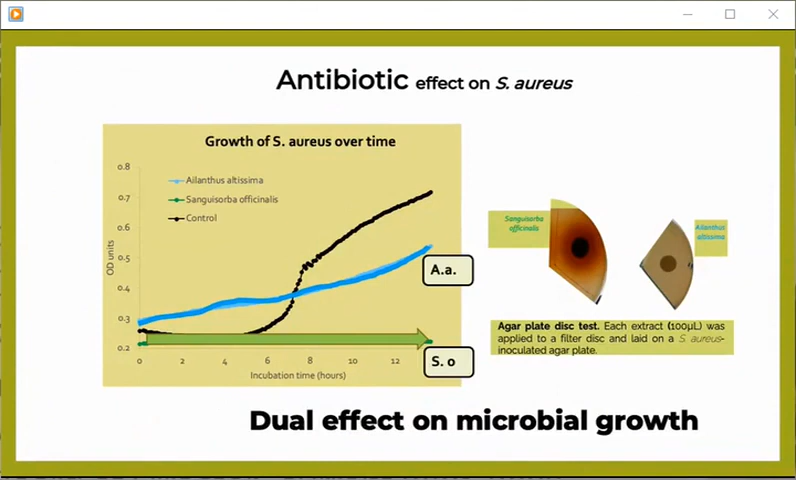 Antibiotic effect on S. aureus
Growth of S. aureus over time
0.8
0.7
0.6
0.5
0.4
0.3
0.2
OD units
Ailanthus altissima
Sanguisorba officinalis
Control
0
2
4
6
8
10
12
Incubation time (hours)
A.a.
S. o
Sanguisorba
officinalis
Ailanthus
altissima
Agar plate disc test. Each extract (100µL) was
applied to a filter disc and laid on a S. aureus-
inoculated agar plate.
Dual effect on microbial growth